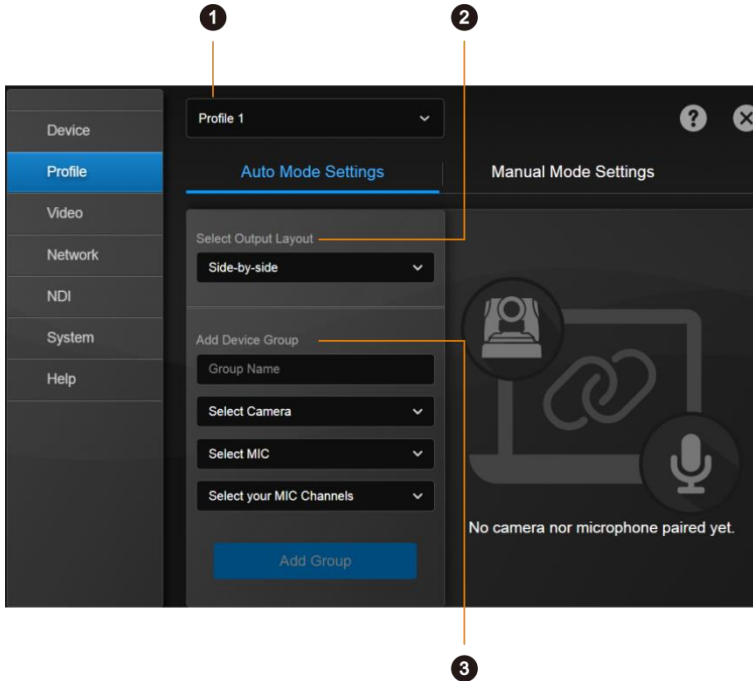 1
2
Device
Profile
Video
Network
NDI
System
Help
Profile 1
?
Auto Mode Settings
Manual Mode Settings
Select Output Layout
Side-by-side
Add Device Group
Group Name
Select Camera
Select MIC
Select your MIC Channels
Add Group
No camera nor microphone paired yet.
3